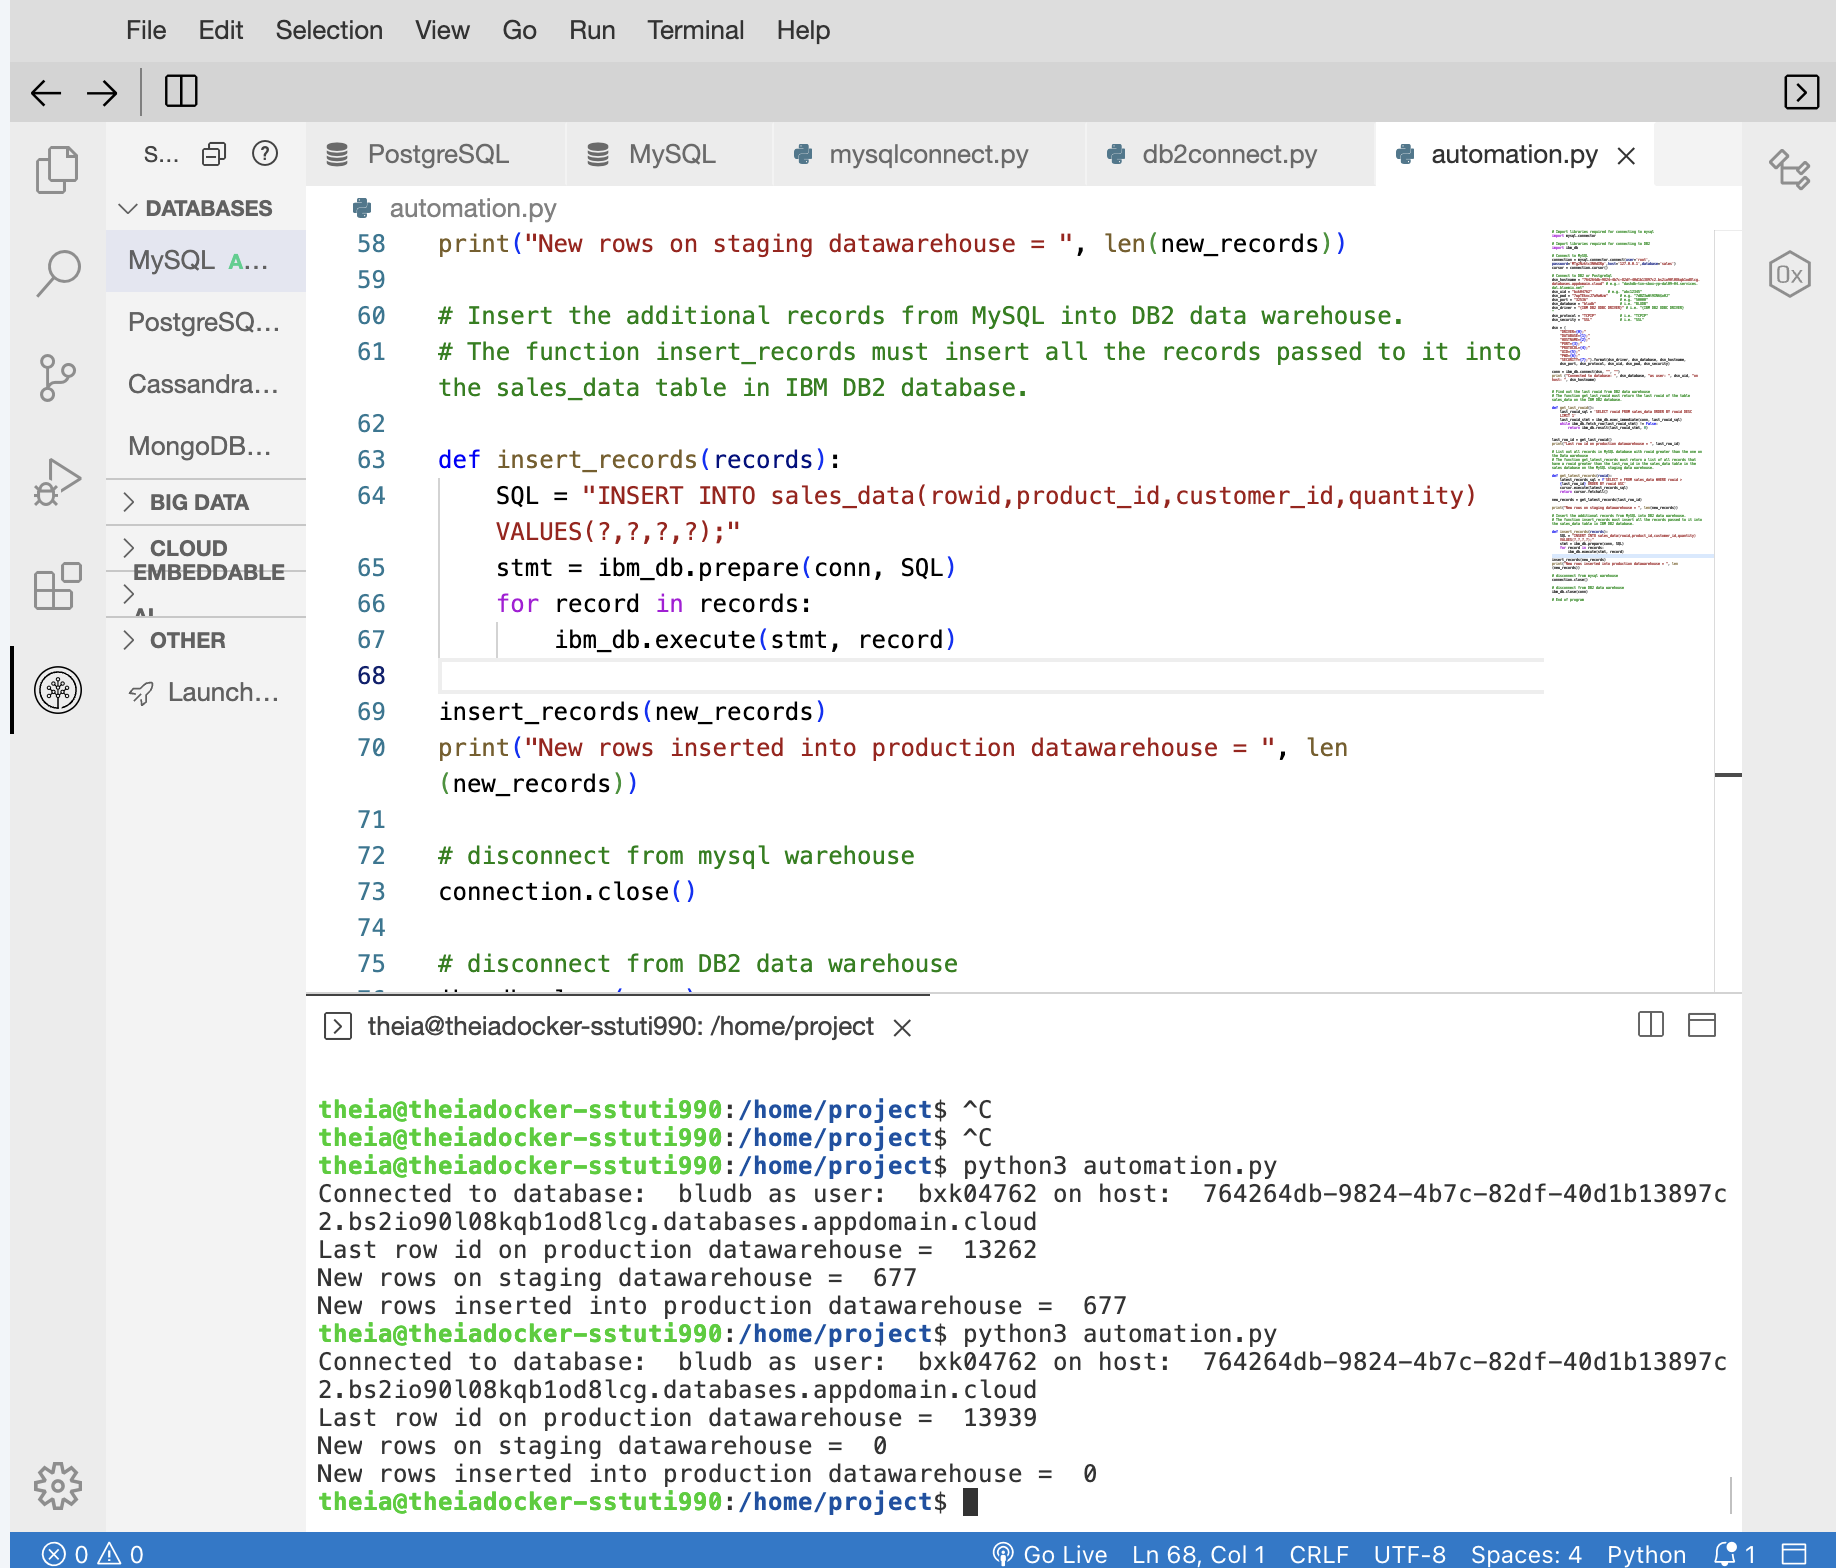 File Edit Selection View Go Run Terminal Help
S... PostgreSQL MySQL mysqlconnect.py db2connect.py automation.py
DATABASES
MySQL A...
PostgreSQ...
Cassandra...
MongoDB...
BIG DATA
CLOUD
EMBEDDABLE
AI
OTHER
Launch...
automation.py
58 print("New rows on staging datawarehouse = ", len(new_records))
59
60 # Insert the additional records from MySQL into DB2 data warehouse.
61 # The function insert_records must insert all the records passed to it into
the sales_data table in IBM DB2 database.
62
63 def insert_records(records):
64 SQL = "INSERT INTO sales_data(rowid,product_id,customer_id,quantity)
VALUES(?,?,?,?);"
65 stmt = ibm_db.prepare(conn, SQL)
66 for record in records:
67 ibm_db.execute(stmt, record)
68
69 insert_records(new_records)
70 print("New rows inserted into production datawarehouse = ", len
(new_records))
71
72 # disconnect from mysql warehouse
73 connection.close()
74
75 # disconnect from DB2 data warehouse
0x
theia@theiadocker-sstuti990: /home/project
theia@theiadocker-sstuti990:/home/project$ ^C
theia@theiadocker-sstuti990:/home/project$ ^C
theia@theiadocker-sstuti990:/home/project$ python3 automation.py
Connected to database:  bludb as user:  bxk04762 on host:  764264db-9824-4b7c-82df-40d1b13897c
2.bs2io90l08kqb1od8lcg.databases.appdomain.cloud
Last row id on production datawarehouse =  13262
New rows on staging datawarehouse =  677
New rows inserted into production datawarehouse =  677
theia@theiadocker-sstuti990:/home/project$ python3 automation.py
Connected to database:  bludb as user:  bxk04762 on host:  764264db-9824-4b7c-82df-40d1b13897c
2.bs2io90l08kqb1od8lcg.databases.appdomain.cloud
Last row id on production datawarehouse =  13939
New rows on staging datawarehouse =  0
New rows inserted into production datawarehouse =  0
theia@theiadocker-sstuti990:/home/project$
0 0 Go Live Ln 68, Col 1 CRLF UTF-8 Spaces: 4 Python 1